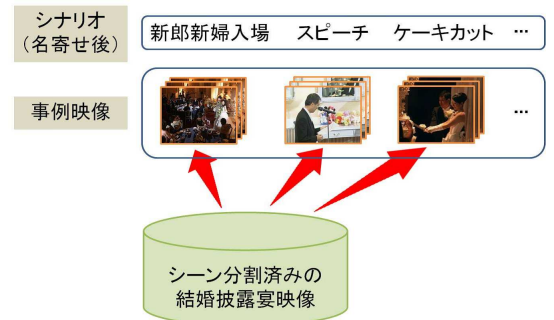 シナリオ
（名寄せ後）
新郎新婦入場 スピーチ ケーキカット …
事例映像
…
シーン分割済みの
結婚披露宴映像